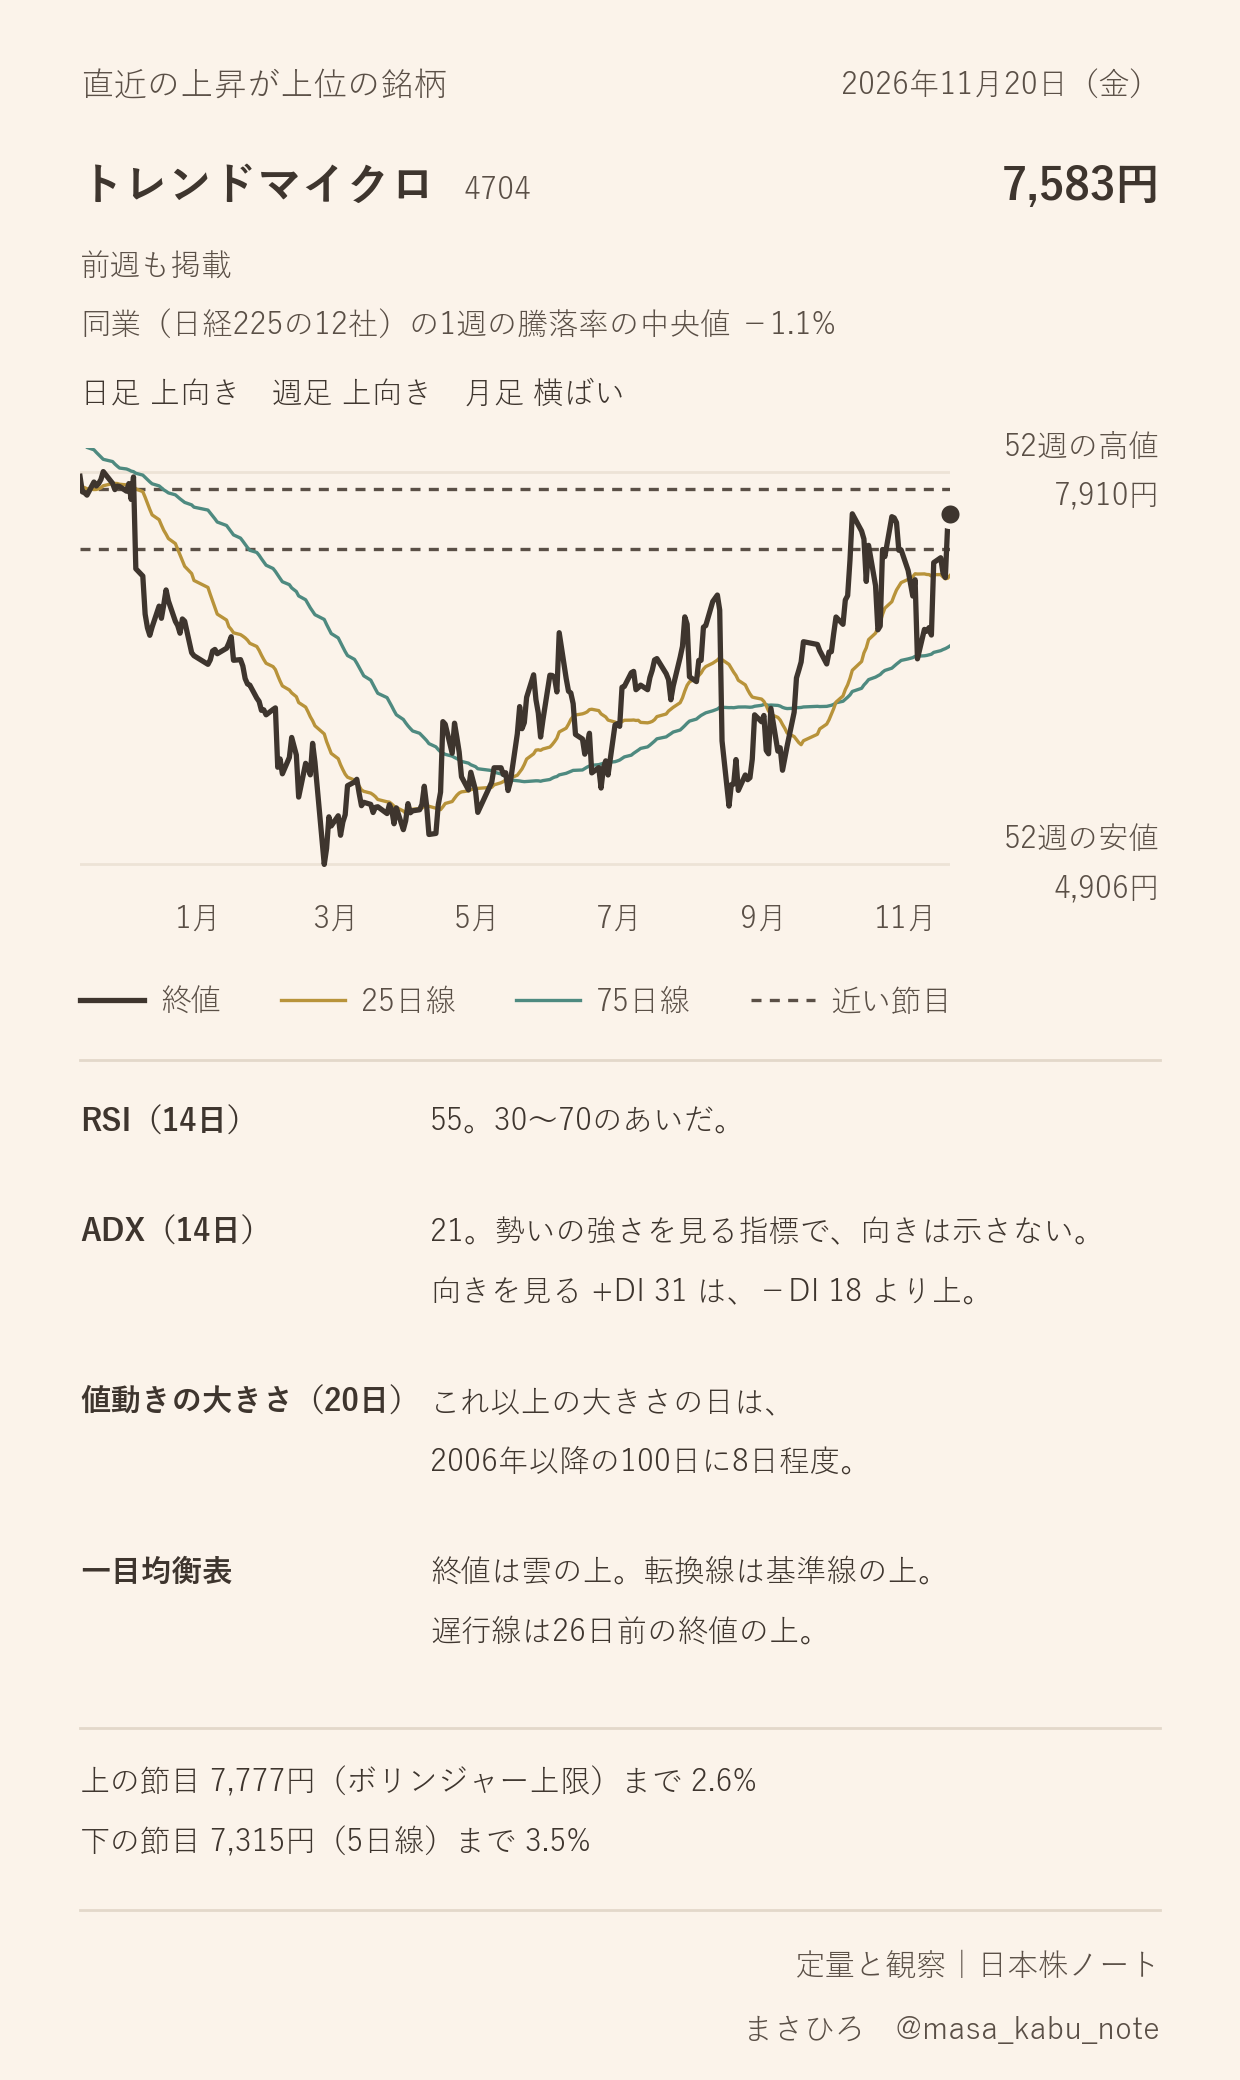 直近の上昇が上位の銘柄
2026年11月20日（金）
トレンドマイクロ 4704
7,583円
前週も掲載
同業（日経225の12社）の1週の騰落率の中央値 －1.1%
日足 上向き　週足 上向き　月足 横ばい
52週の高値
7,910円
52週の安値
4,906円
1月 3月 5月 7月 9月 11月
終値 25日線 75日線 近い節目
RSI（14日） 55。30～70のあいだ。
ADX（14日） 21。勢いの強さを見る指標で、向きは示さない。
向きを見る +DI 31 は、－DI 18 より上。
値動きの大きさ（20日） これ以上の大きさの日は、
2006年以降の100日に8日程度。
一目均衡表 終値は雲の上。転換線は基準線の上。
遅行線は26日前の終値の上。
上の節目 7,777円（ボリンジャー上限）まで 2.6%
下の節目 7,315円（5日線）まで 3.5%
定量と観察｜日本株ノート
まさひろ　@masa_kabu_note